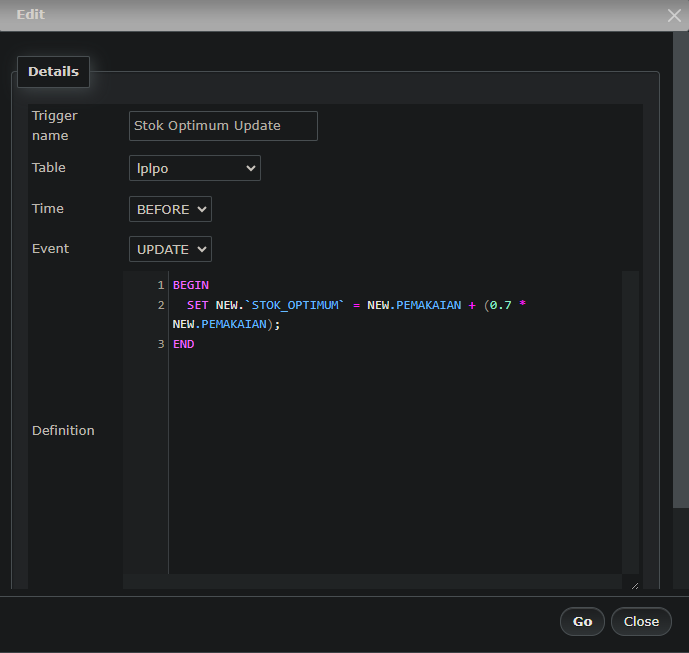 Edit
Details
Trigger name
Stok Optimum Update
Table
lplpo
Time
BEFORE
Event
UPDATE
Definition
1 BEGIN
2 SET NEW.`STOK_OPTIMUM` = NEW.PEMAKAIAN + (0.7 *
NEW.PEMAKAIAN);
3 END
Go
Close